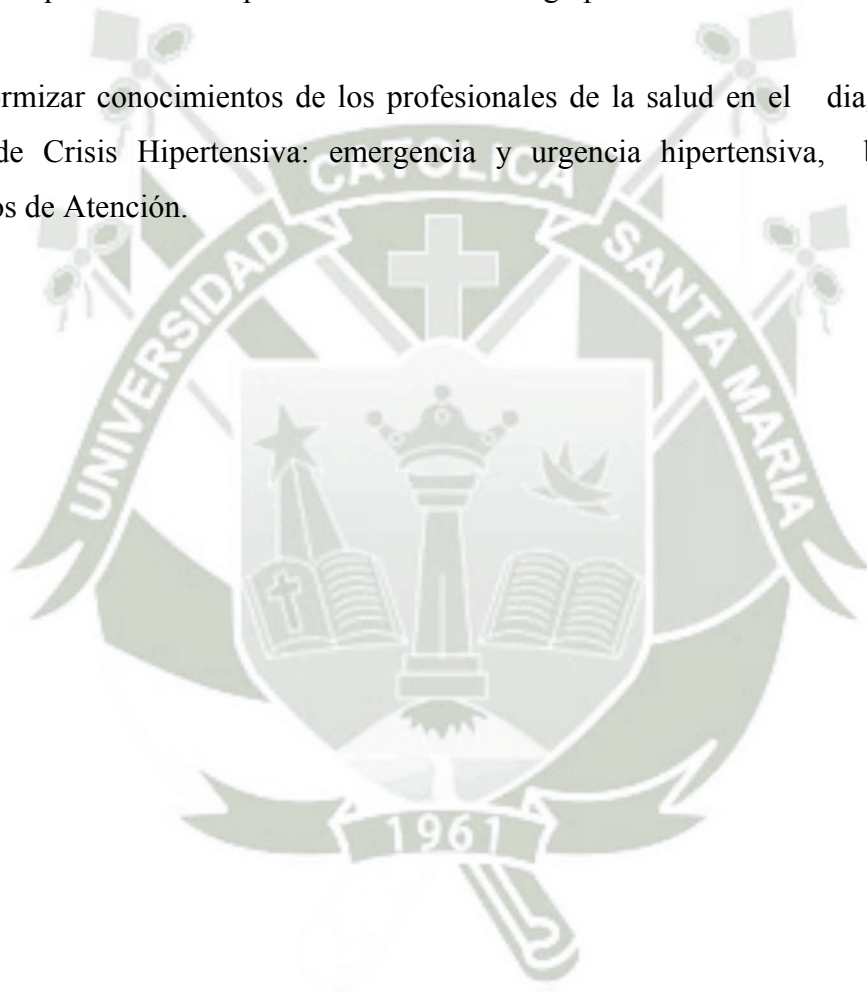 ormizar conocimientos de los profesionales de la salud en el dia
de Crisis Hipertensiva: emergencia y urgencia hipertensiva,
os de Atención.
UNIVERSIDAD CATOLICA SANTA MARIA
1961